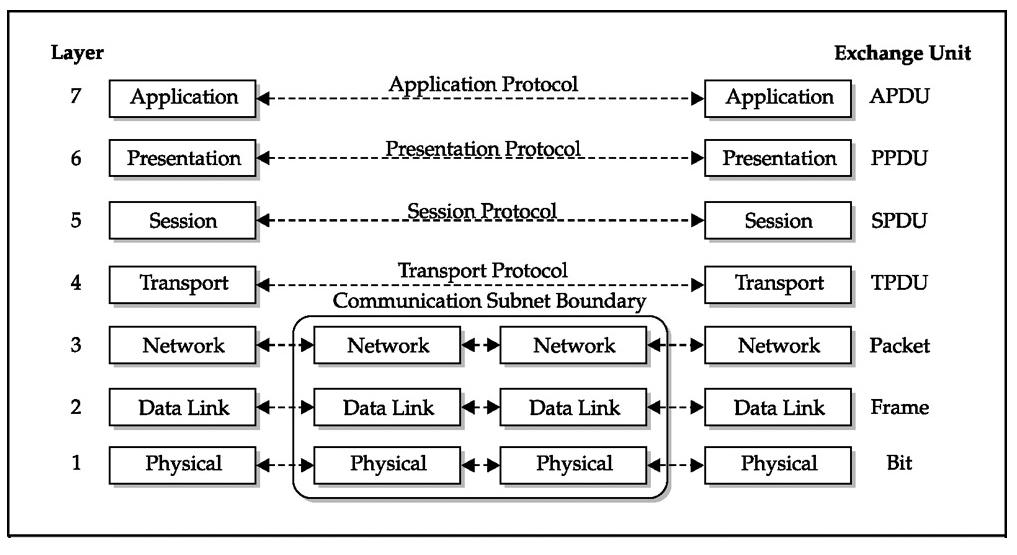 Layer Exchange Unit
7 Application Application Protocol Application APDU
6 Presentation Presentation Protocol Presentation PPDU
5 Session Session Protocol Session SPDU
4 Transport Transport Protocol Transport TPDU
Communication Subnet Boundary
3 Network Network Network Network Packet
2 Data Link Data Link Data Link Data Link Frame
1 Physical Physical Physical Physical Bit